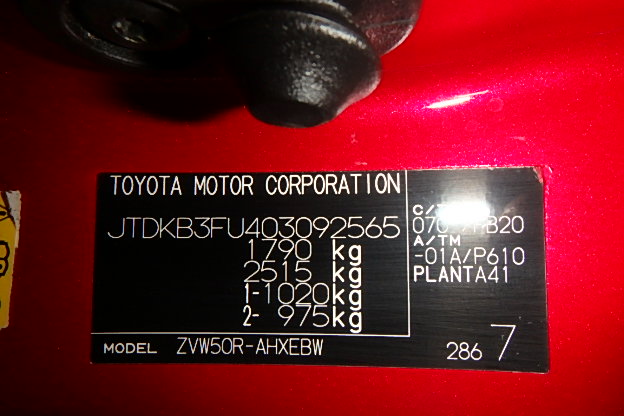 TOYOTA MOTOR CORPORATION
JTDKB3FU403092565
1790 kg
2515 kg
1-1020kg
2- 975kg
B20
A/TM
-01A/P610
PLANTA41
MODEL ZVW50R-AHXEBW
286 7